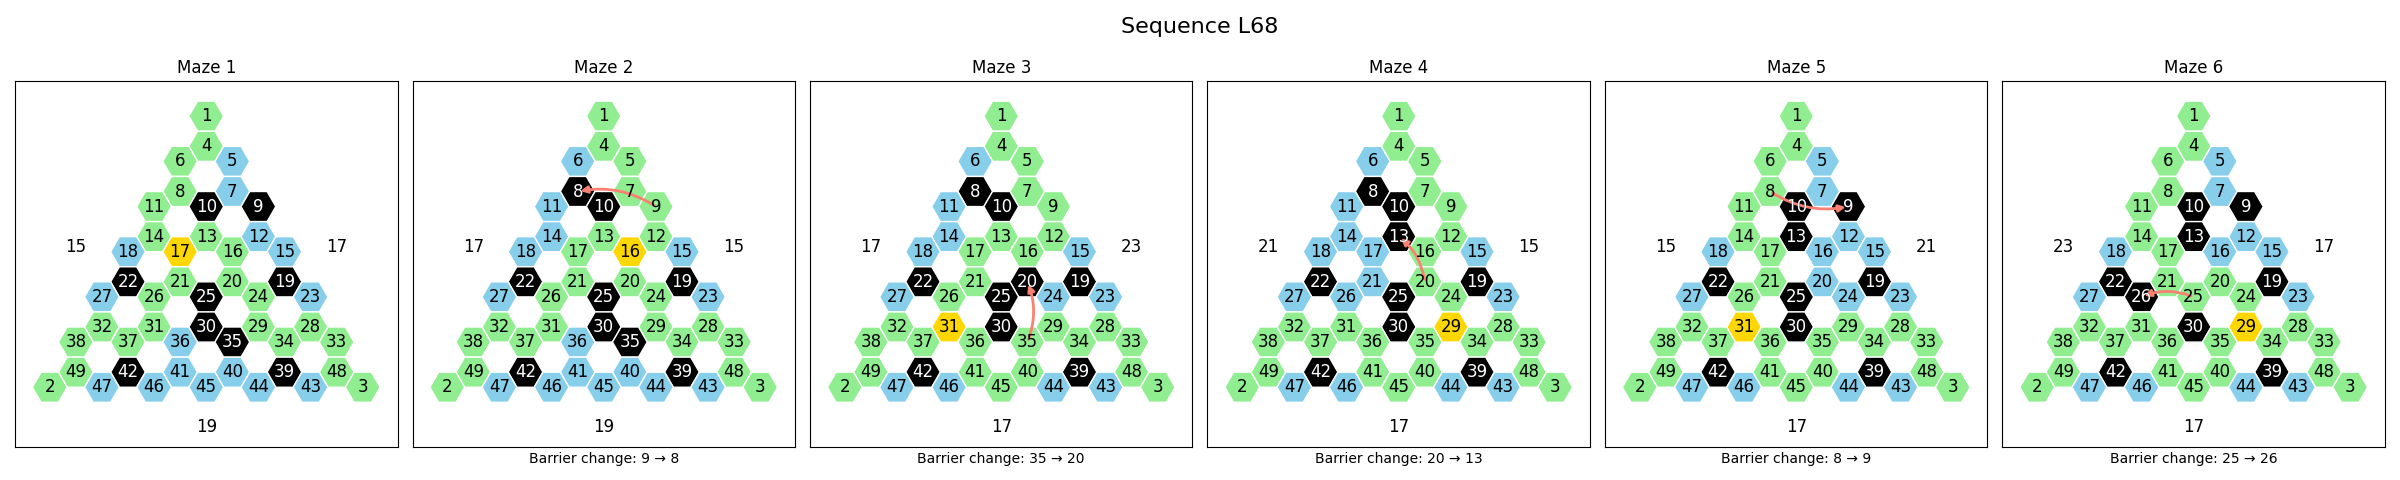 Sequence L68
Maze 1
1
4
6 5
8 7
11 10 9
14 13 12
15 18 17 16 15 17
22 21 20 19
27 26 25 24 23
32 31 30 29 28
38 37 36 35 34 33
49 42 41 40 39 48
2 47 46 45 44 43 3
19
Maze 2
1
4
6 5
8 7
11 10 9
14 13 12
17 18 17 16 15 15
22 21 20 19
27 26 25 24 23
32 31 30 29 28
38 37 36 35 34 33
49 42 41 40 39 48
2 47 46 45 44 43 3
19
Barrier change: 9 → 8
Maze 3
1
4
6 5
8 7
11 10 9
14 13 12
17 18 17 16 15 23
22 21 20 19
27 26 25 24 23
32 31 30 29 28
38 37 36 35 34 33
49 42 41 40 39 48
2 47 46 45 44 43 3
17
Barrier change: 35 → 20
Maze 4
1
4
6 5
8 7
11 10 9
14 13 12
21 18 17 16 15 15
22 21 20 19
27 26 25 24 23
32 31 30 29 28
38 37 36 35 34 33
49 42 41 40 39 48
2 47 46 45 44 43 3
17
Barrier change: 20 → 13
Maze 5
1
4
6 5
8 7
11 10 9
14 13 12
15 18 17 16 15 21
22 21 20 19
27 26 25 24 23
32 31 30 29 28
38 37 36 35 34 33
49 42 41 40 39 48
2 47 46 45 44 43 3
17
Barrier change: 8 → 9
Maze 6
1
4
6 5
8 7
11 10 9
14 13 12
23 18 17 16 15 17
22 21 20 19
27 26 25 24 23
32 31 30 29 28
38 37 36 35 34 33
49 42 41 40 39 48
2 47 46 45 44 43 3
17
Barrier change: 25 → 26